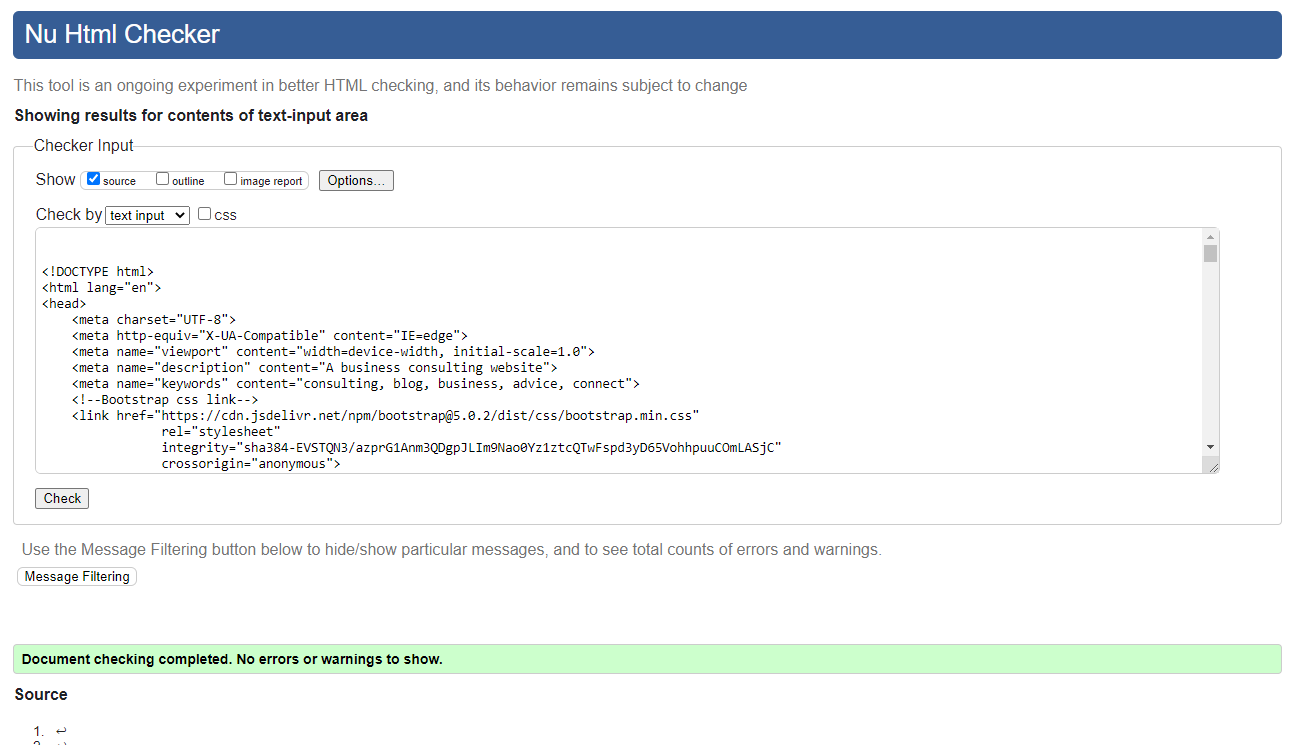 Nu Html Checker
This tool is an ongoing experiment in better HTML checking, and its behavior remains subject to change
Showing results for contents of text-input area
Checker Input
Show source outline image report Options...
Check by text input css
<!DOCTYPE html>
<html lang="en">
<head>
<meta charset="UTF-8">
<meta http-equiv="X-UA-Compatible" content="IE=edge">
<meta name="viewport" content="width=device-width, initial-scale=1.0">
<meta name="description" content="A business consulting website">
<meta name="keywords" content="consulting, blog, business, advice, connect">
<!--Bootstrap css link-->
<link href="https://cdn.jsdelivr.net/npm/bootstrap@5.0.2/dist/css/bootstrap.min.css"
rel="stylesheet"
integrity="sha384-EVSTQN3/azprG1Anm3QDgpJLIm9Nao0Yz1ztcQTwFspd3yD65VohhpuuCOmLASjC"
crossorigin="anonymous">
Check
Use the Message Filtering button below to hide/show particular messages, and to see total counts of errors and warnings.
Message Filtering
Document checking completed. No errors or warnings to show.
Source
1. ↩